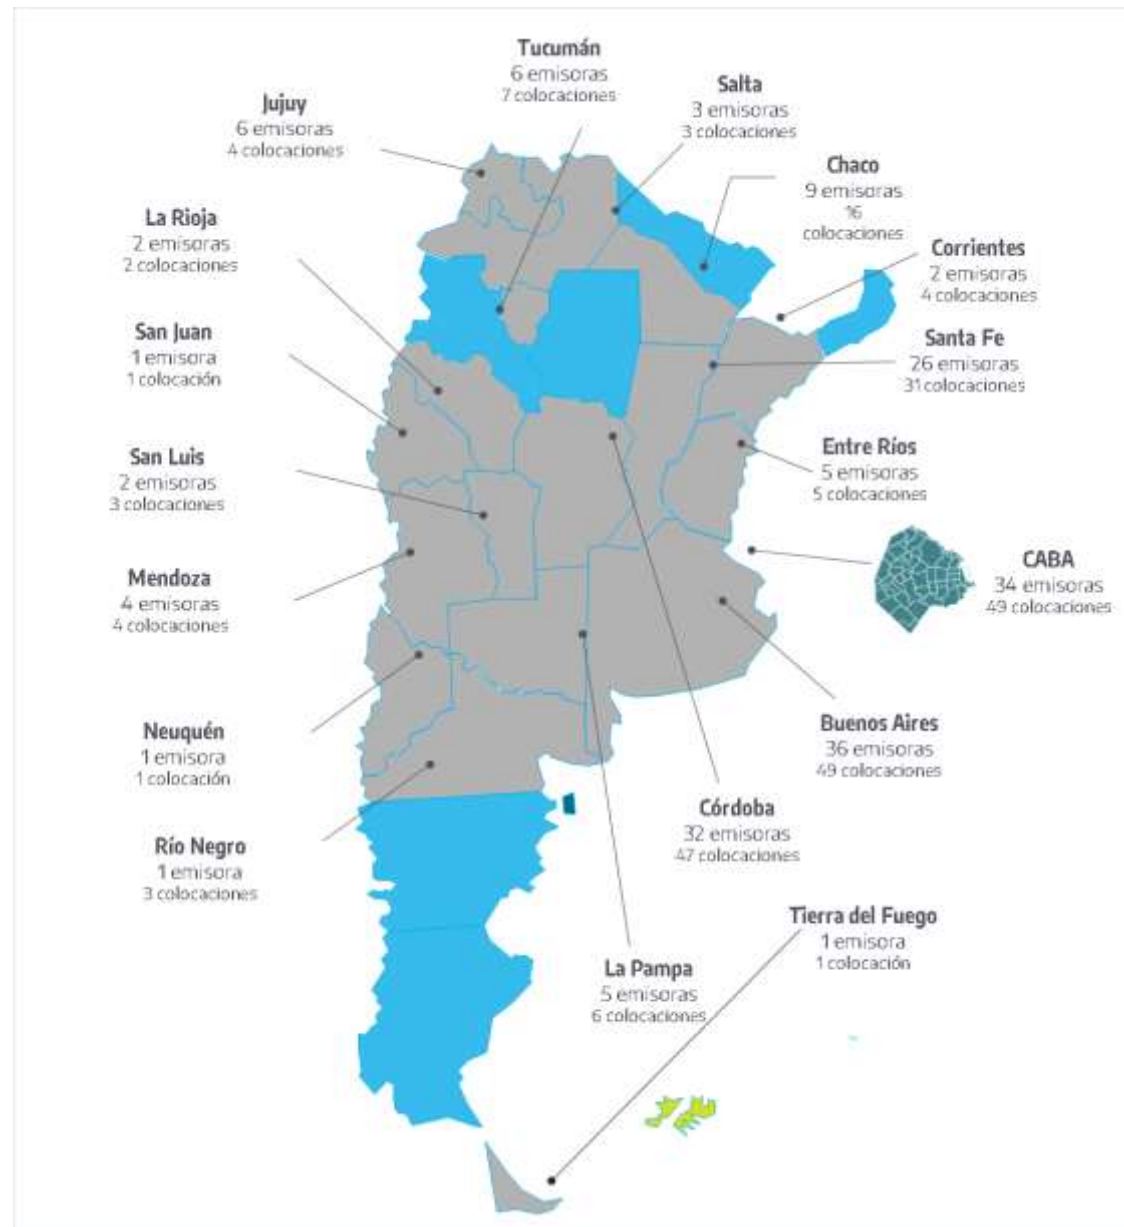 Tucumán
6 emisoras
7 colocaciones
Salta
3 emisoras
3 colocaciones
Jujuy
6 emisoras
4 colocaciones
Chaco
9 emisoras
16
colocaciones
La Rioja
2 emisoras
2 colocaciones
Corrientes
2 emisoras
4 colocaciones
San Juan
1 emisora
1 colocación
Santa Fe
26 emisoras
31 colocaciones
San Luis
2 emisoras
3 colocaciones
Entre Ríos
5 emisoras
5 colocaciones
Mendoza
4 emisoras
4 colocaciones
CABA
34 emisoras
49 colocaciones
Neuquén
1 emisora
1 colocación
Buenos Aires
36 emisoras
49 colocaciones
Córdoba
32 emisoras
47 colocaciones
Río Negro
1 emisora
3 colocaciones
Tierra del Fuego
1 emisora
1 colocación
La Pampa
5 emisoras
6 colocaciones